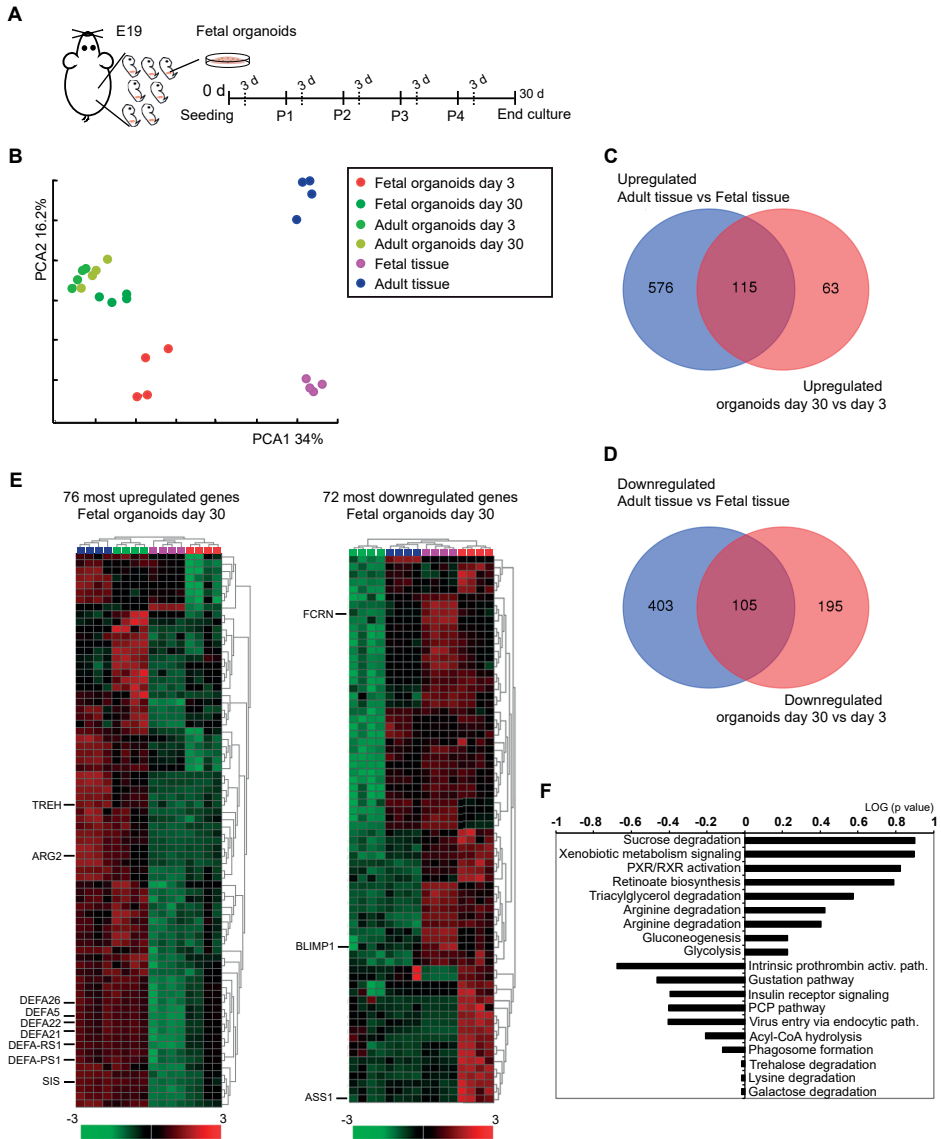 A
E19
Fetal organoids
0 d
3 d
3 d
3 d
3 d
3 d
30 d
Seeding
P1
P2
P3
P4
End culture
B
PCA2 16.2%
PCA1 34%
Fetal organoids day 3
Fetal organoids day 30
Adult organoids day 3
Adult organoids day 30
Fetal tissue
Adult tissue
C
Upregulated
Adult tissue vs Fetal tissue
576
115
63
Upregulated
organoids day 30 vs day 3
D
Downregulated
Adult tissue vs Fetal tissue
403
105
195
Downregulated
organoids day 30 vs day 3
E
76 most upregulated genes
Fetal organoids day 30
TREH
ARG2
DEFA26
DEFA5
DEFA22
DEFA21
DEFA-RS1
DEFA-PS1
SIS
-3
3
72 most downregulated genes
Fetal organoids day 30
FCRN
BLIMP1
ASS1
-3
3
F
LOG (p value)
-1
-0.8
-0.6
-0.4
-0.2
0
0.2
0.4
0.6
0.8
1
Sucrose degradation
Xenobiotic metabolism signaling
PXR/RXR activation
Retinoate biosynthesis
Triacylglycerol degradation
Arginine degradation
Arginine degradation
Gluconeogenesis
Glycolysis
Intrinsic prothrombin activ. path.
Gustation pathway
Insulin receptor signaling
PCP pathway
Virus entry via endocytic path.
Acyl-CoA hydrolysis
Phagosome formation
Trehalose degradation
Lysine degradation
Galactose degradation